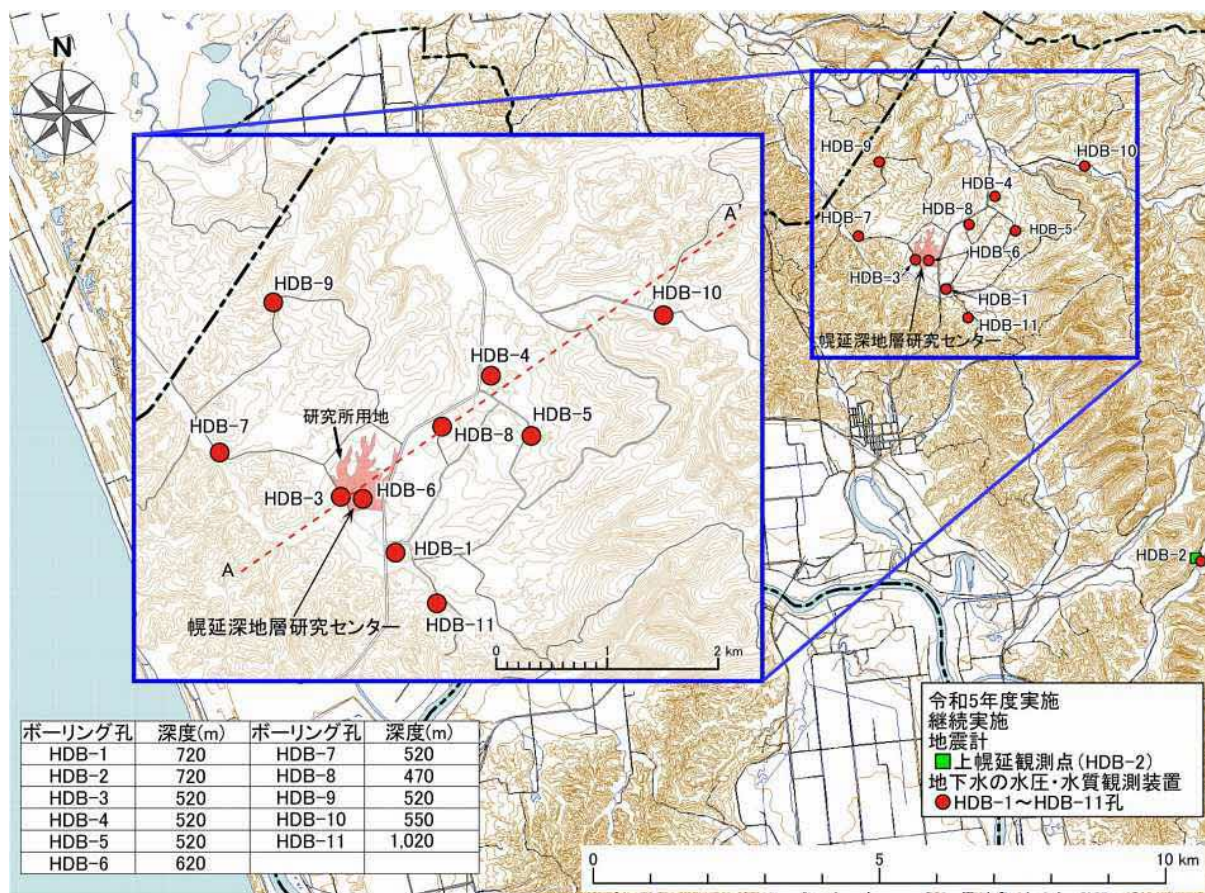 N
HDB-9
HDB-10
HDB-4
HDB-8
HDB-7
HDB-5
HDB-6
HDB-3
HDB-1
HDB-11
幌延深地層研究センター
A'
HDB-9
HDB-10
HDB-4
研究所用地
HDB-5
HDB-7
HDB-8
HDB-3
HDB-6
HDB-1
A
幌延深地層研究センター
HDB-11
0 1 2 km
HDB-2
令和5年度実施
継続実施
地震計
上幌延観測点(HDB-2)
地下水の水圧・水質観測装置
HDB-1～HDB-11孔
ボーリング孔 深度(m) ボーリング孔 深度(m)
HDB-1 720 HDB-7 520
HDB-2 720 HDB-8 470
HDB-3 520 HDB-9 520
HDB-4 520 HDB-10 550
HDB-5 520 HDB-11 1,020
HDB-6 620
0 5 10 km